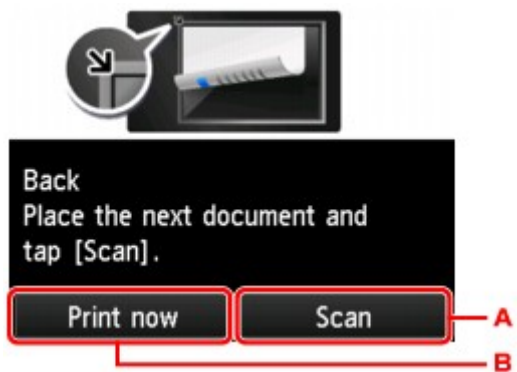 Back
Place the next document and
tap [Scan].
Print now Scan A
B